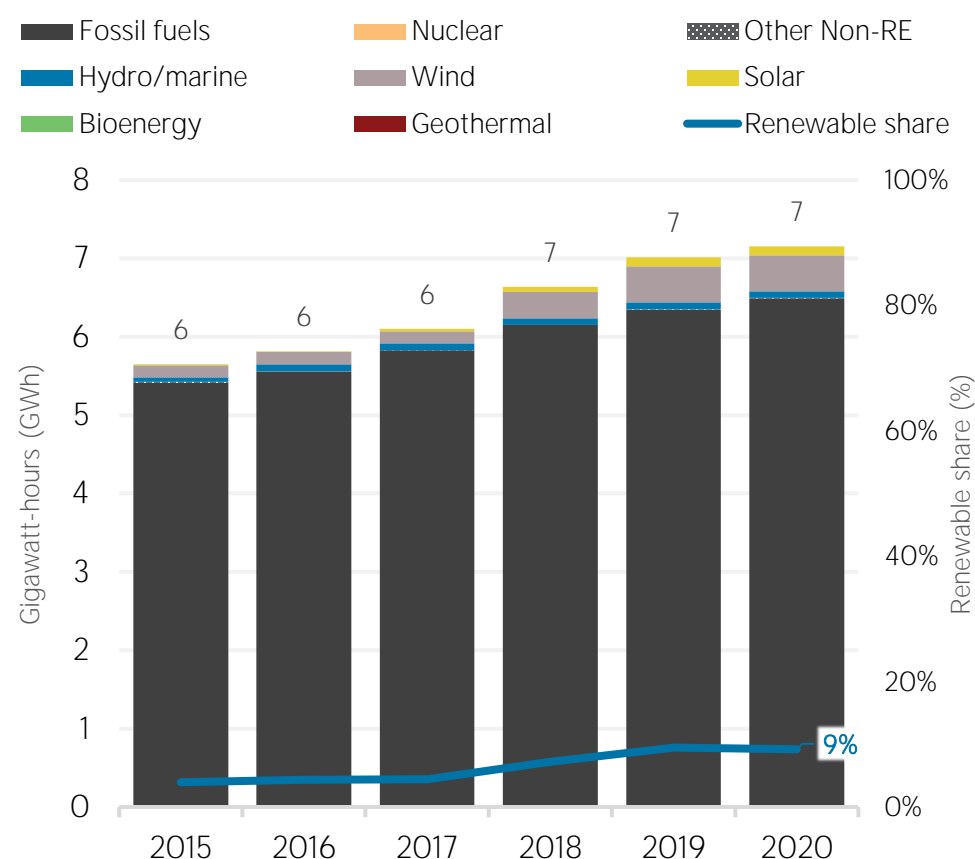 Fossil fuels Nuclear Other Non-RE
Hydro/marine Wind Solar
Bioenergy Geothermal Renewable share
8 100%
7
6 80%
5
60%
4
40%
3
2
20%
1
0 0%
6 6 6 7 7 7
9%
Gigawatt-hours (GWh)
Renewable share (%)
2015 2016 2017 2018 2019 2020